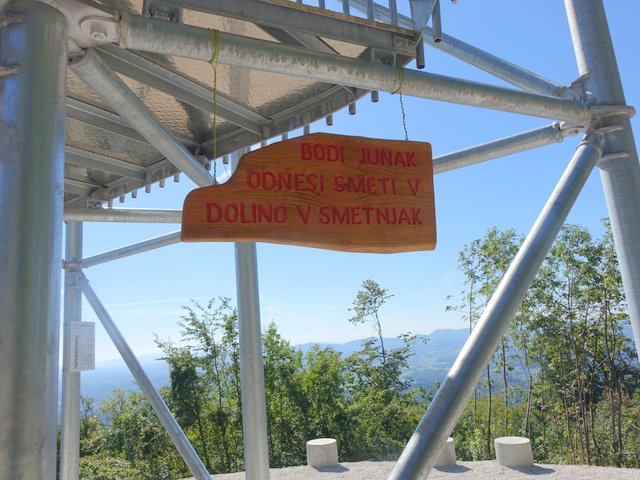 BODI JUNAK
ODNESI SMETI V
DOLINO V SMETNJAK